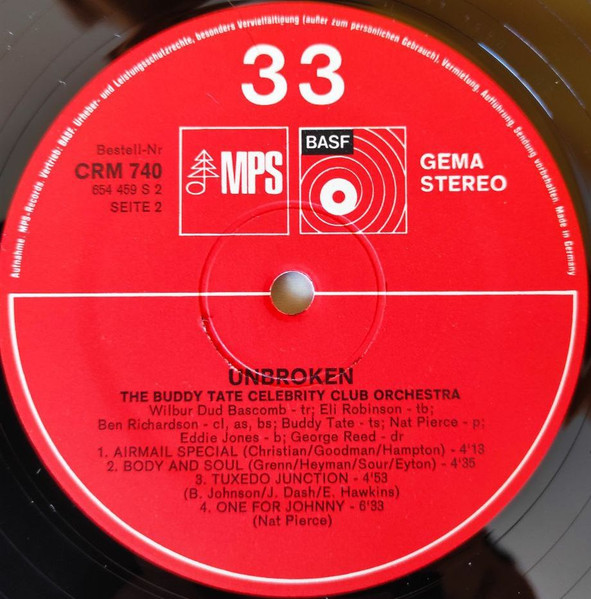 Aufnahme MPS-Records, Vertrieb: BASF. Urheber- und Leistungsschutzrechte, besonders Vervielfältigung (außer zum persönlichen Gebrauch), Vermietung, Aufführung, Sendung vorbehalten. Made in Germany
33
Bestell-Nr
CRM 740
654 459 S 2
SEITE 2
MPS
BASF
GEMA
STEREO
UNBROKEN
THE BUDDY TATE CELEBRITY CLUB ORCHESTRA
Wilbur Dud Bascomb - tr; Eli Robinson - tb;
Ben Richardson - cl, as, bs; Buddy Tate - ts; Nat Pierce - p;
Eddie Jones - b; George Reed - dr
1. AIRMAIL SPECIAL (Christian/Goodman/Hampton) - 4'13
2. BODY AND SOUL (Grenn/Heyman/Sour/Eyton) - 4'35
3. TUXEDO JUNCTION - 4'53
(B. Johnson/J. Dash/E. Hawkins)
4. ONE FOR JOHNNY - 6'33
(Nat Pierce)